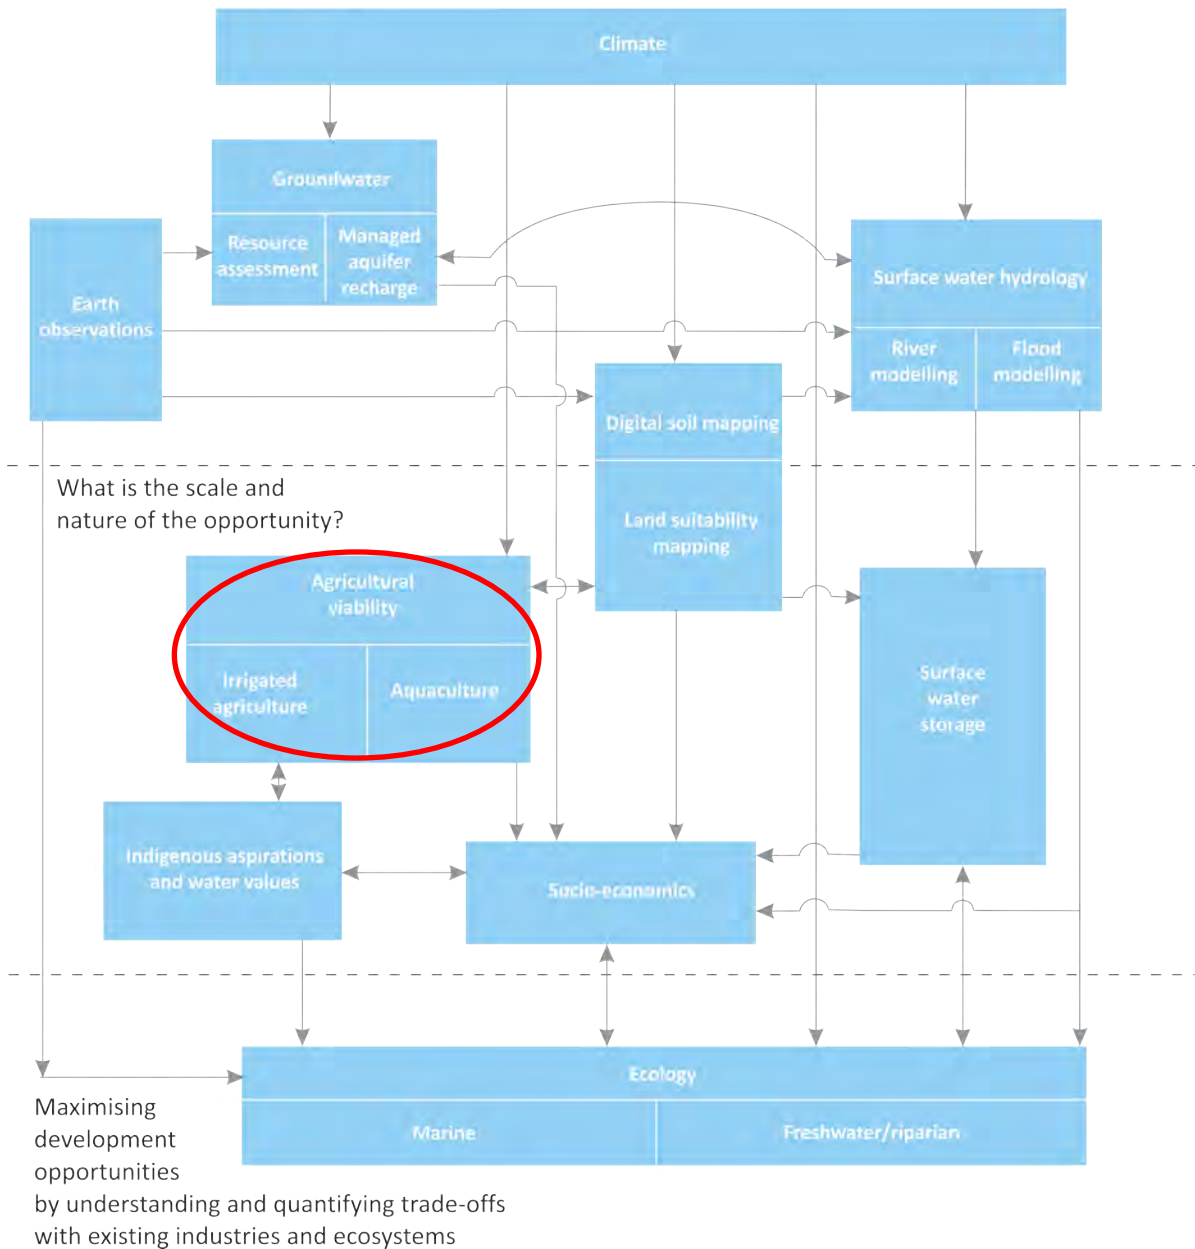 Climate
Groundwater
Resource
assessment
Managed
aquifer
recharge
Earth
observations
Surface water hydrology
River
modelling
Flood
modelling
Digital soil mapping
What is the scale and
nature of the opportunity?
Land suitability
mapping
Agricultural
viability
Irrigated
agriculture
Aquaculture
Surface
water
storage
Indigenous aspirations
and water values
Socio-economics
Ecology
Marine
Freshwater/riparian
Maximising
development
opportunities
by understanding and quantifying trade-offs
with existing industries and ecosystems